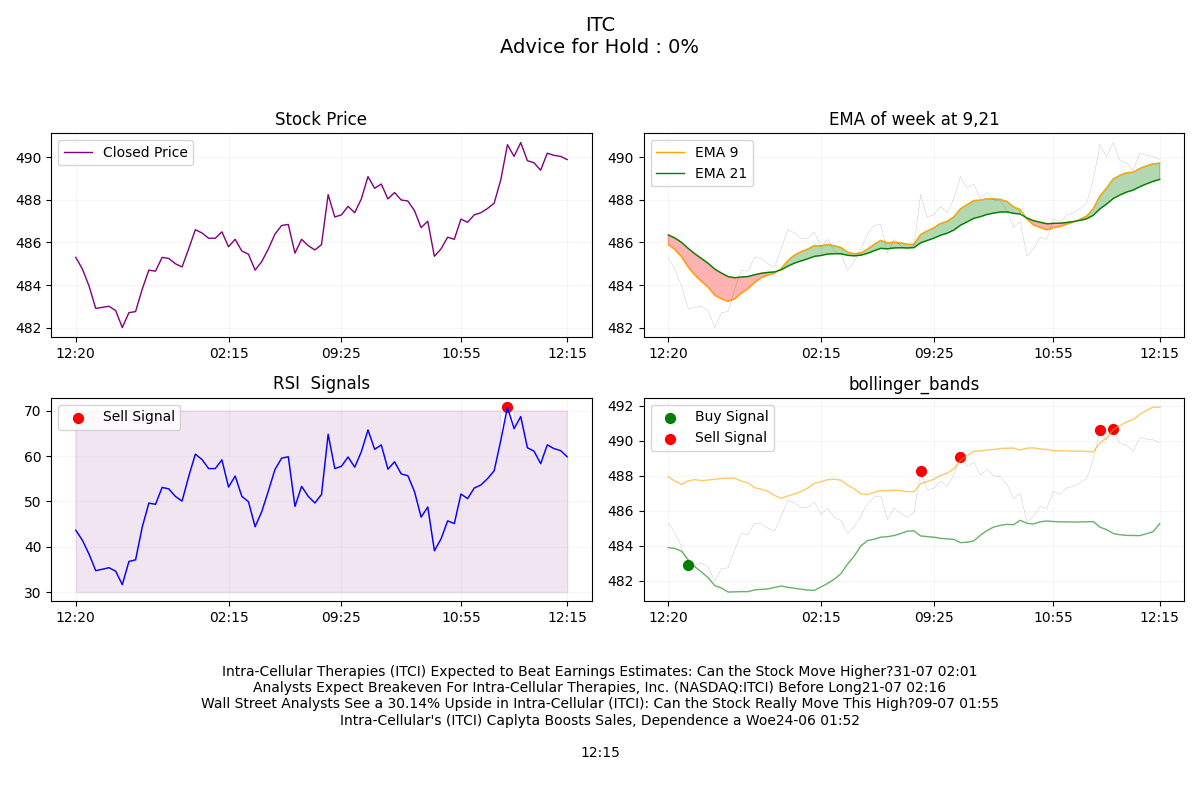 ITC
Advice for Hold : 0%
Stock Price
Closed Price
490
488
486
484
482
12:20
02:15
09:25
10:55
12:15
EMA of week at 9,21
EMA 9
EMA 21
490
488
486
484
482
12:20
02:15
09:25
10:55
12:15
RSI  Signals
Sell Signal
70
60
50
40
30
12:20
02:15
09:25
10:55
12:15
bollinger_bands
Buy Signal
Sell Signal
492
490
488
486
484
482
12:20
02:15
09:25
10:55
12:15
Intra-Cellular Therapies (ITCI) Expected to Beat Earnings Estimates: Can the Stock Move Higher?31-07 02:01
Analysts Expect Breakeven For Intra-Cellular Therapies, Inc. (NASDAQ:ITCI) Before Long21-07 02:16
Wall Street Analysts See a 30.14% Upside in Intra-Cellular (ITCI): Can the Stock Really Move This High?09-07 01:55
Intra-Cellular's (ITCI) Caplyta Boosts Sales, Dependence a Woe24-06 01:52
12:15